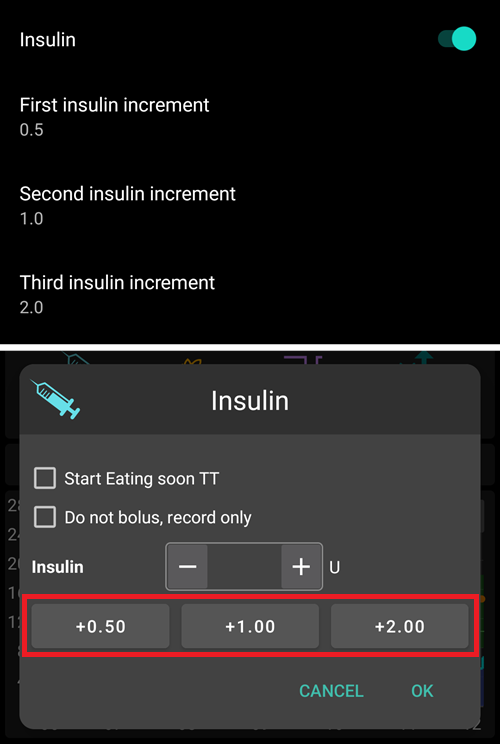 Insulin
First insulin increment
0.5
Second insulin increment
1.0
Third insulin increment
2.0
Insulin
Start Eating soon TT
Do not bolus, record only
Insulin − + U
+0.50 +1.00 +2.00
CANCEL OK